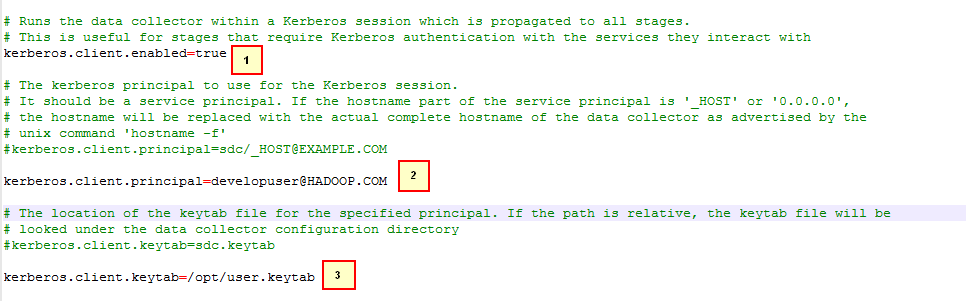 # Runs the data collector within a Kerberos session which is propagated to all stages.
# This is useful for stages that require Kerberos authentication with the services they interact with
kerberos.client.enabled=true 1
# The kerberos principal to use for the Kerberos session.
# It should be a service principal. If the hostname part of the service principal is '_HOST' or '0.0.0.0',
# the hostname will be replaced with the actual complete hostname of the data collector as advertised by the
# unix command 'hostname -f'
#kerberos.client.principal=sdc/_HOST@EXAMPLE.COM
kerberos.client.principal=developuser@HADOOP.COM 2
# The location of the keytab file for the specified principal. If the path is relative, the keytab file will be
# looked under the data collector configuration directory
#kerberos.client.keytab=sdc.keytab
kerberos.client.keytab=/opt/user.keytab 3